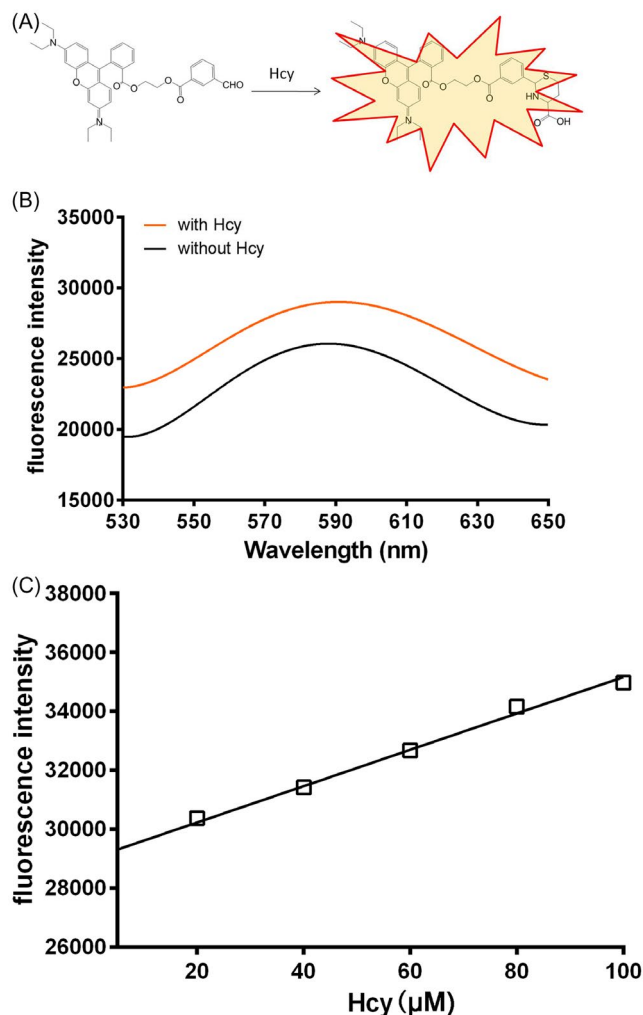 (A)
N
O
N
O
O
O
O
O
CHO
Hcy
N
O
N
O
O
O
O
O
S
HN
O
OH
(B)
fluorescence intensity
35000
30000
25000
20000
15000
with Hcy
without Hcy
530 550 570 590 610 630 650
Wavelength (nm)
(C)
fluorescence intensity
38000
36000
34000
32000
30000
28000
26000
20 40 60 80 100
Hcy (μM)